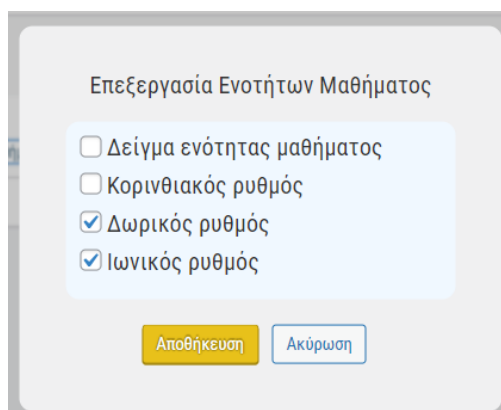 Επεξεργασία Ενοτήτων Μαθήματος
Δείγμα ενότητας μαθήματος
Κορινθιακός ρυθμός
Δωρικός ρυθμός
Ιωνικός ρυθμός
Αποθήκευση Ακύρωση